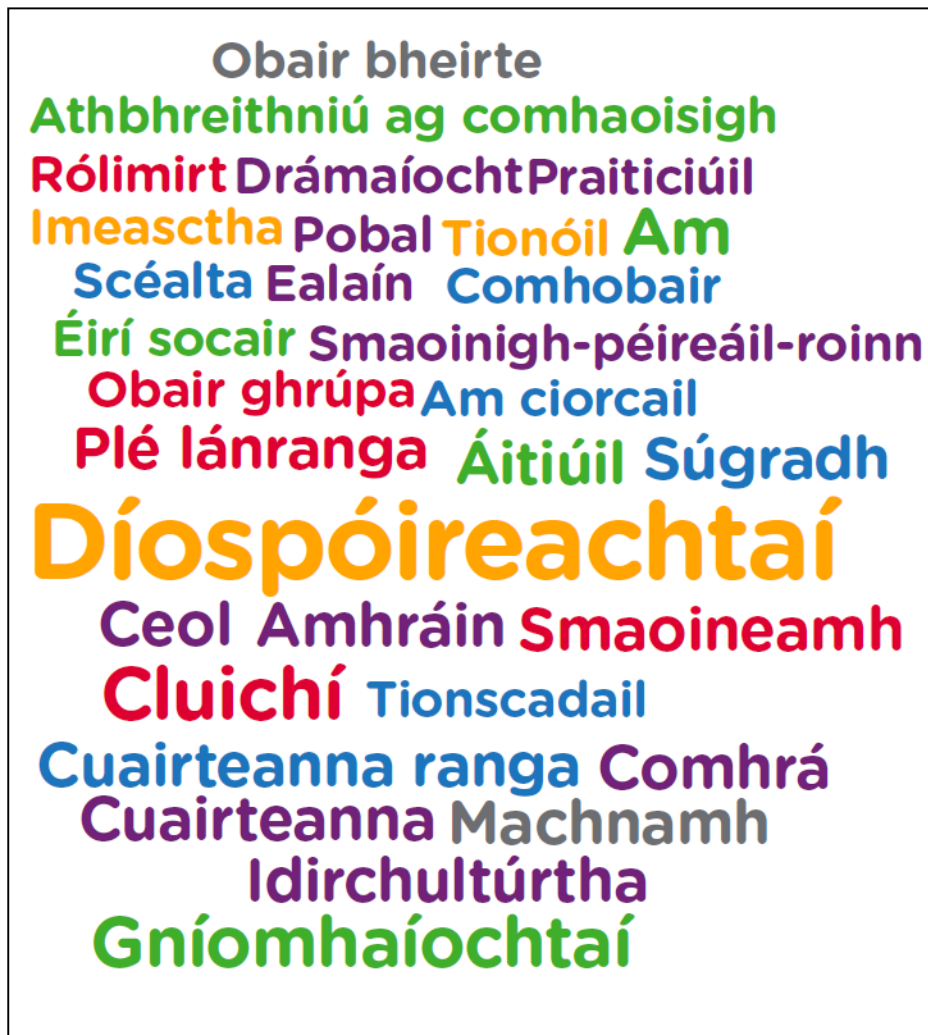 Obair bheirte
Athbhreithniú ag comhaoisigh
Rólimirt Drámaíocht Praiticiúil
Imeasctha Pobal Tionóil Am
Scéalta Ealaín Comhobair
Éirí socair Smaoinigh-péireáil-roinn
Obair ghrúpa Am ciorcail
Plé lánranga Áitiúil Súgradh
Díospóireachtaí
Ceol Amhráin Smaoineamh
Cluichí Tionscadail
Cuairteanna ranga Comhrá
Cuairteanna Machnamh
Idirchultúrtha
Gníomhaíochtaí